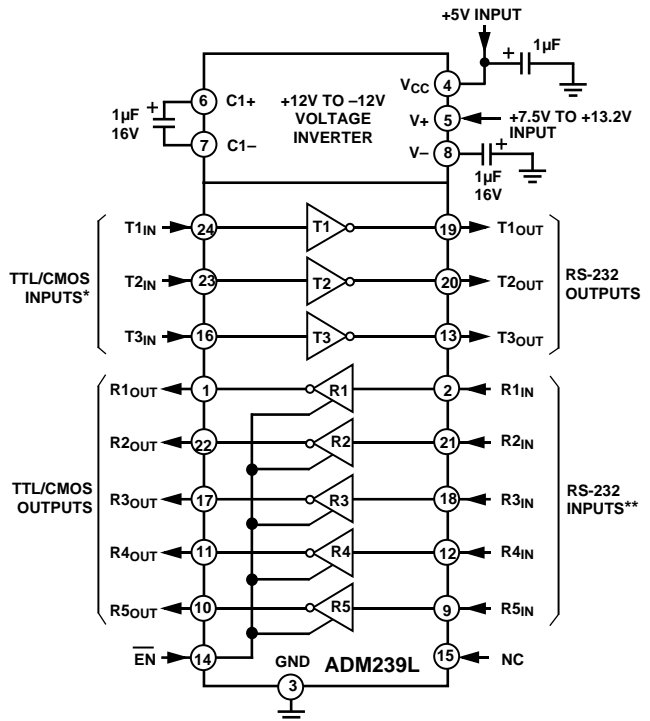 +5V INPUT
1µF
+
VCC
4
6
C1+
+12V TO –12V
VOLTAGE
INVERTER
V+
5
+7.5V TO +13.2V
INPUT
1µF
16V
+
7
C1–
V–
8
+
1µF
16V
TTL/CMOS
INPUTS*
T1IN
24
T1
19
T1OUT
T2IN
23
T2
20
T2OUT
T3IN
16
T3
13
T3OUT
RS-232
OUTPUTS
TTL/CMOS
OUTPUTS
R1OUT
1
R1
2
R1IN
R2OUT
22
R2
21
R2IN
R3OUT
17
R3
18
R3IN
R4OUT
11
R4
12
R4IN
R5OUT
10
R5
9
R5IN
RS-232
INPUTS**
EN
14
GND
3
ADM239L
15
NC